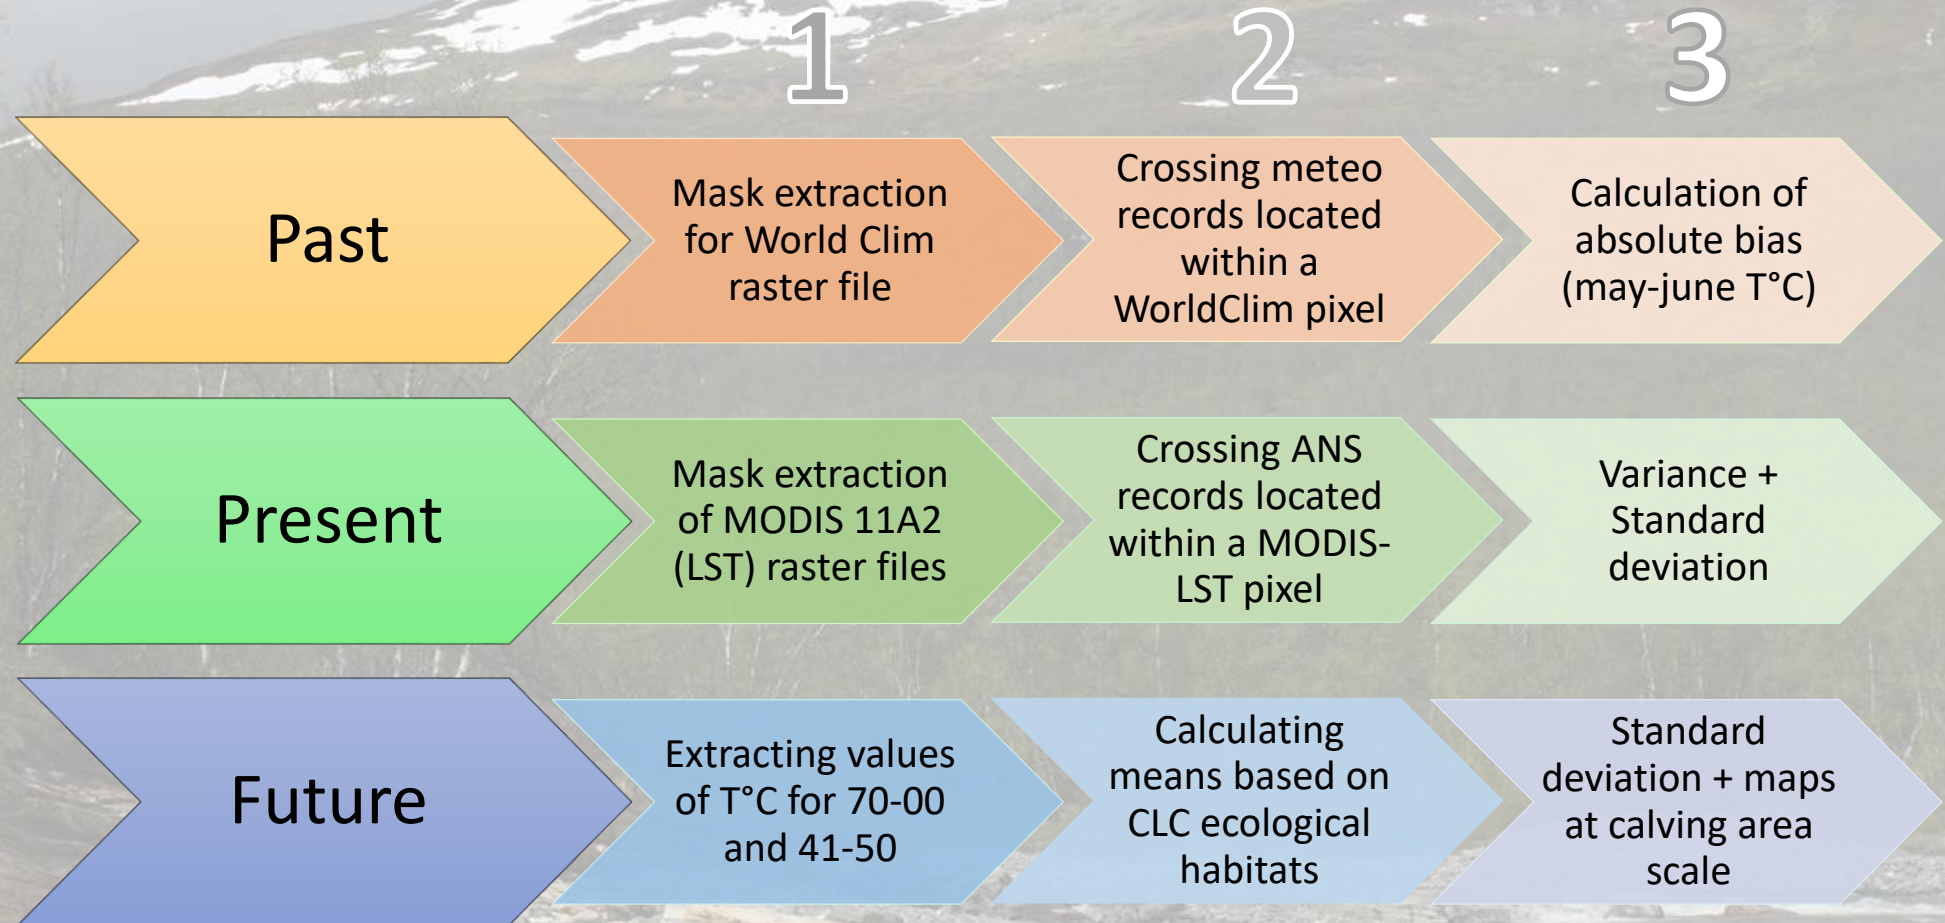 1
2
3
Past
Mask extraction
for World Clim
raster file
Crossing meteo
records located
within a
WorldClim pixel
Calculation of
absolute bias
(may-june T°C)
Present
Mask extraction
of MODIS 11A2
(LST) raster files
Crossing ANS
records located
within a MODIS-
LST pixel
Variance +
Standard
deviation
Future
Extracting values
of T°C for 70-00
and 41-50
Calculating
means based on
CLC ecological
habitats
Standard
deviation + maps
at calving area
scale